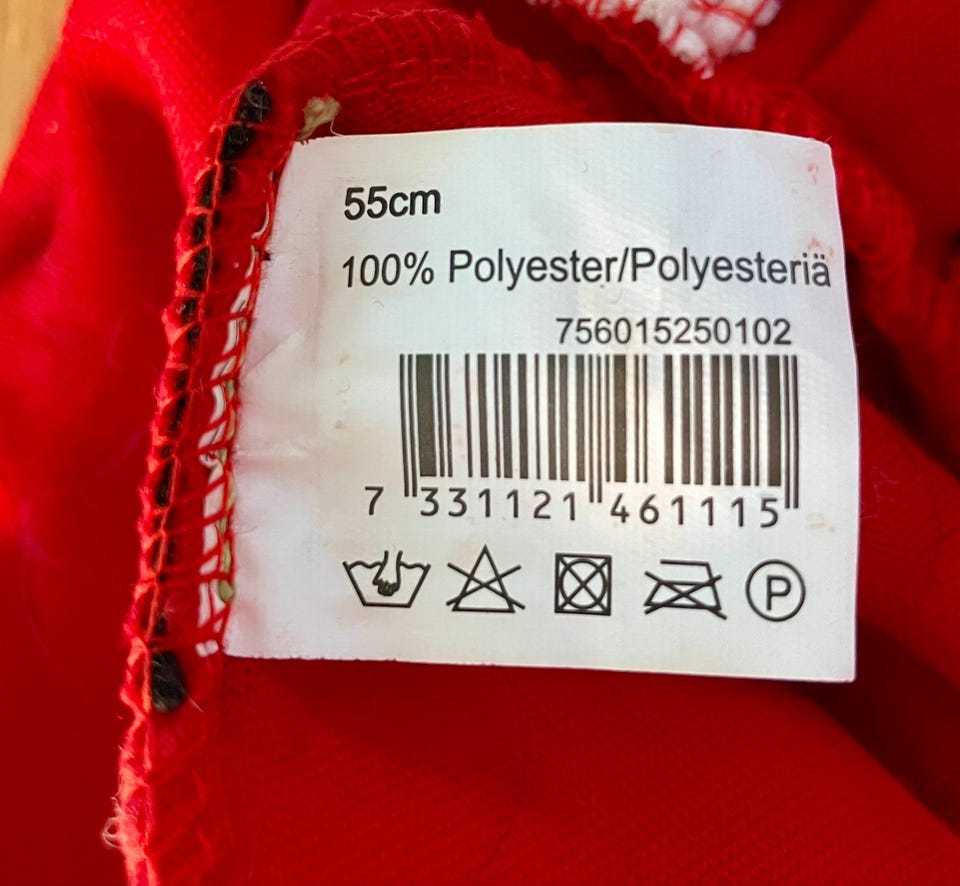 55cm
100% Polyester/Polyesteriä
756015250102
7 331121 461115
P